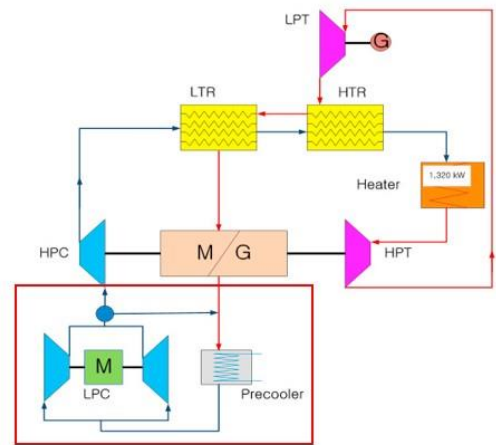 LPT
G
LTR
HTR
1,320 kW
Heater
HPC
M / G
HPT
M
LPC
Precooler